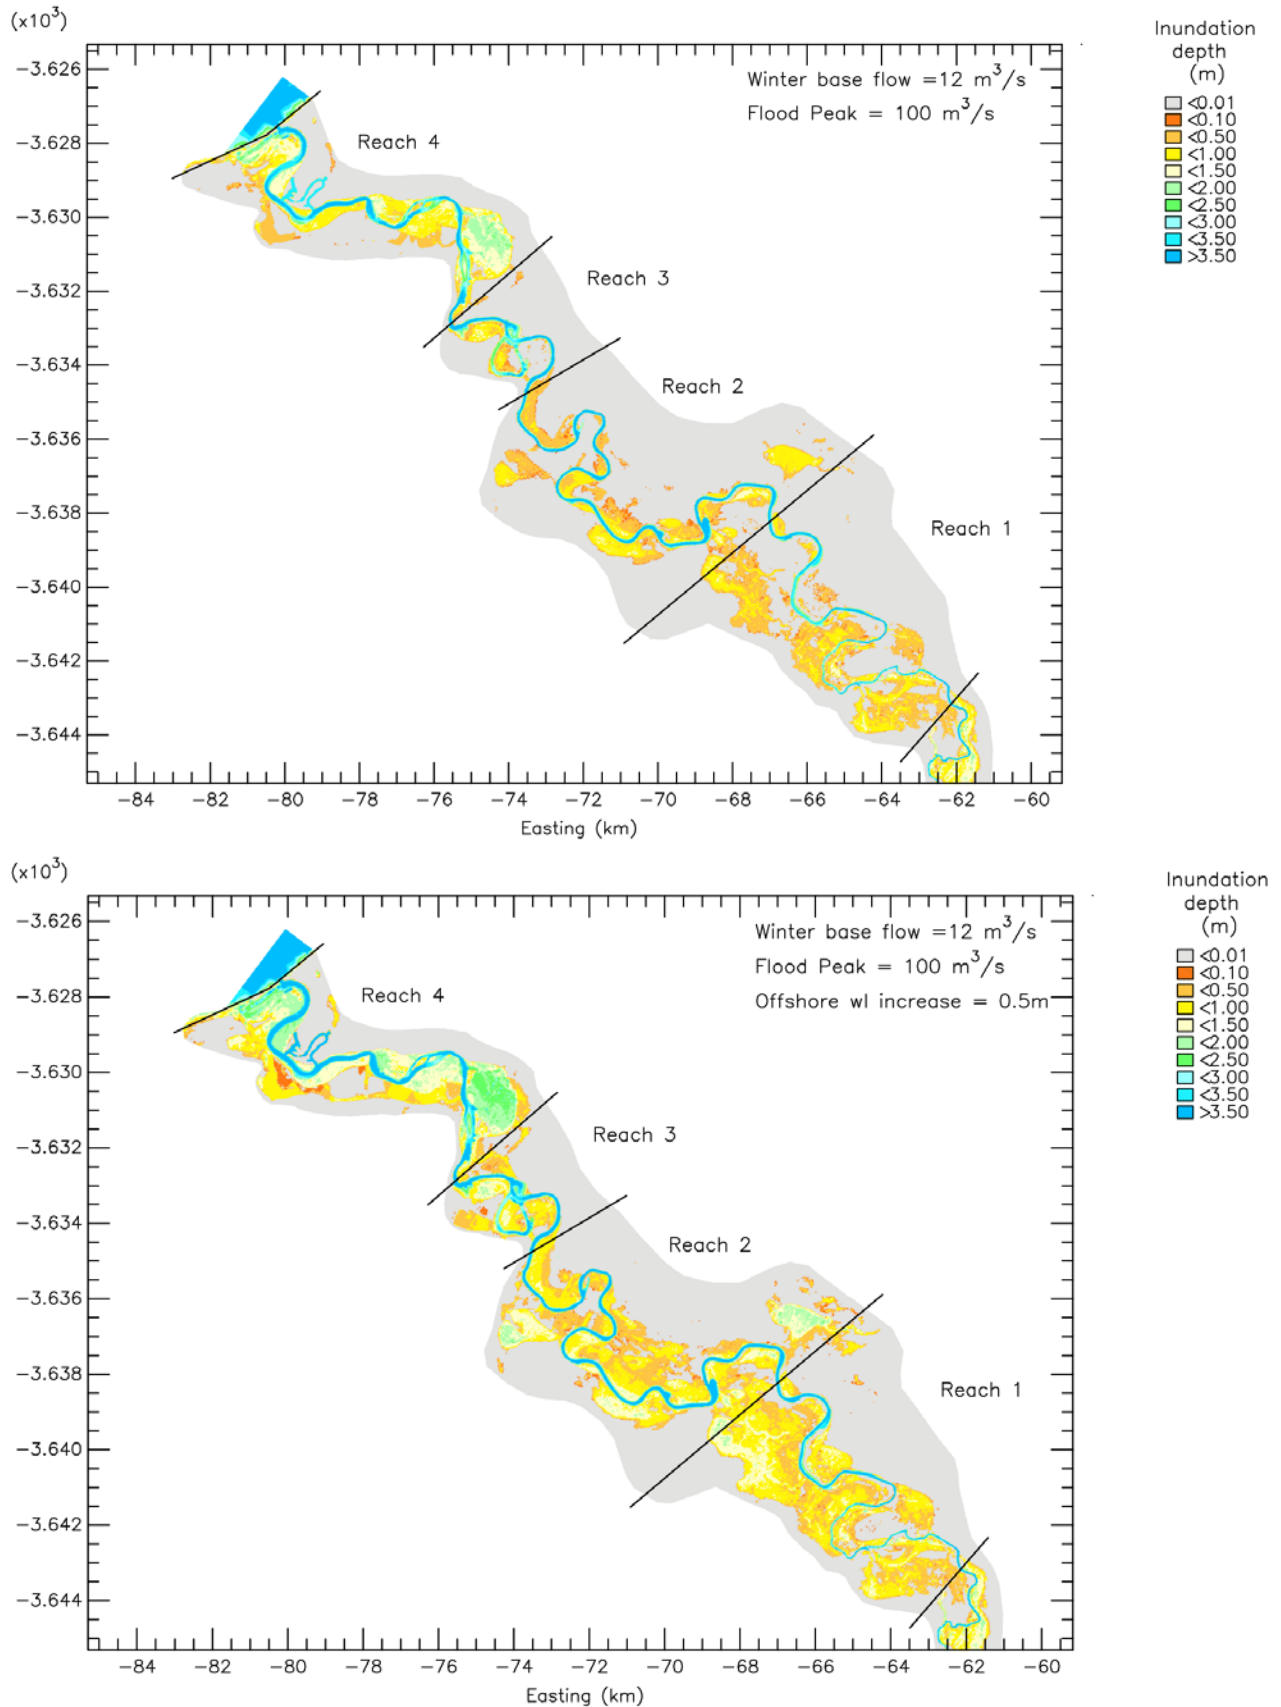 (x10³)
Winter base flow =12 m³/s
Flood Peak = 100 m³/s
Inundation
depth
(m)
<0.01
<0.10
<0.50
<1.00
<1.50
<2.00
<2.50
<3.00
<3.50
>3.50
−3.626
−3.628
−3.630
−3.632
−3.634
−3.636
−3.638
−3.640
−3.642
−3.644
Reach 4
Reach 3
Reach 2
Reach 1
−84 −82 −80 −78 −76 −74 −72 −70 −68 −66 −64 −62 −60
Easting (km)
(x10³)
Winter base flow =12 m³/s
Flood Peak = 100 m³/s
Offshore wl increase = 0.5m
Inundation
depth
(m)
<0.01
<0.10
<0.50
<1.00
<1.50
<2.00
<2.50
<3.00
<3.50
>3.50
−3.626
−3.628
−3.630
−3.632
−3.634
−3.636
−3.638
−3.640
−3.642
−3.644
Reach 4
Reach 3
Reach 2
Reach 1
−84 −82 −80 −78 −76 −74 −72 −70 −68 −66 −64 −62 −60
Easting (km)